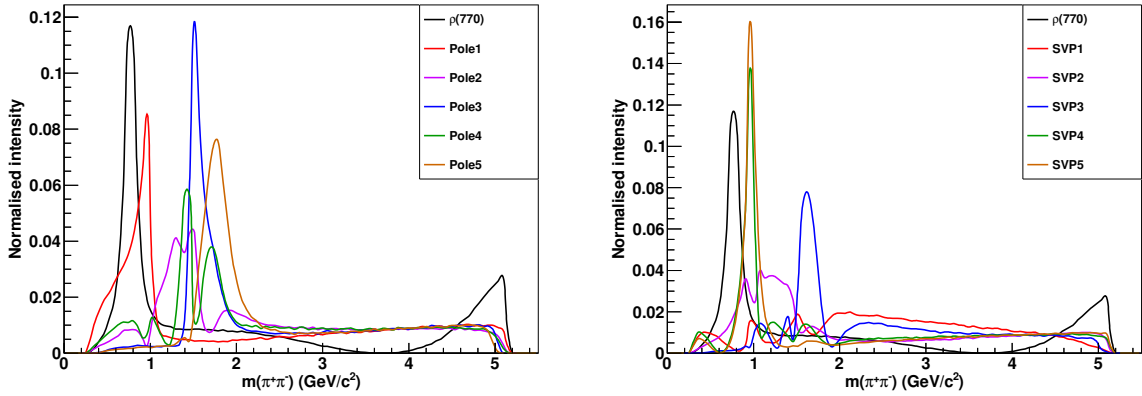 Normalised intensity
0.12
0.1
0.08
0.06
0.04
0.02
0
0 1 2 3 4 5
m(π⁺π⁻) (GeV/c²)
ρ(770)
Pole1
Pole2
Pole3
Pole4
Pole5
Normalised intensity
0.16
0.14
0.12
0.1
0.08
0.06
0.04
0.02
0
0 1 2 3 4 5
m(π⁺π⁻) (GeV/c²)
ρ(770)
SVP1
SVP2
SVP3
SVP4
SVP5